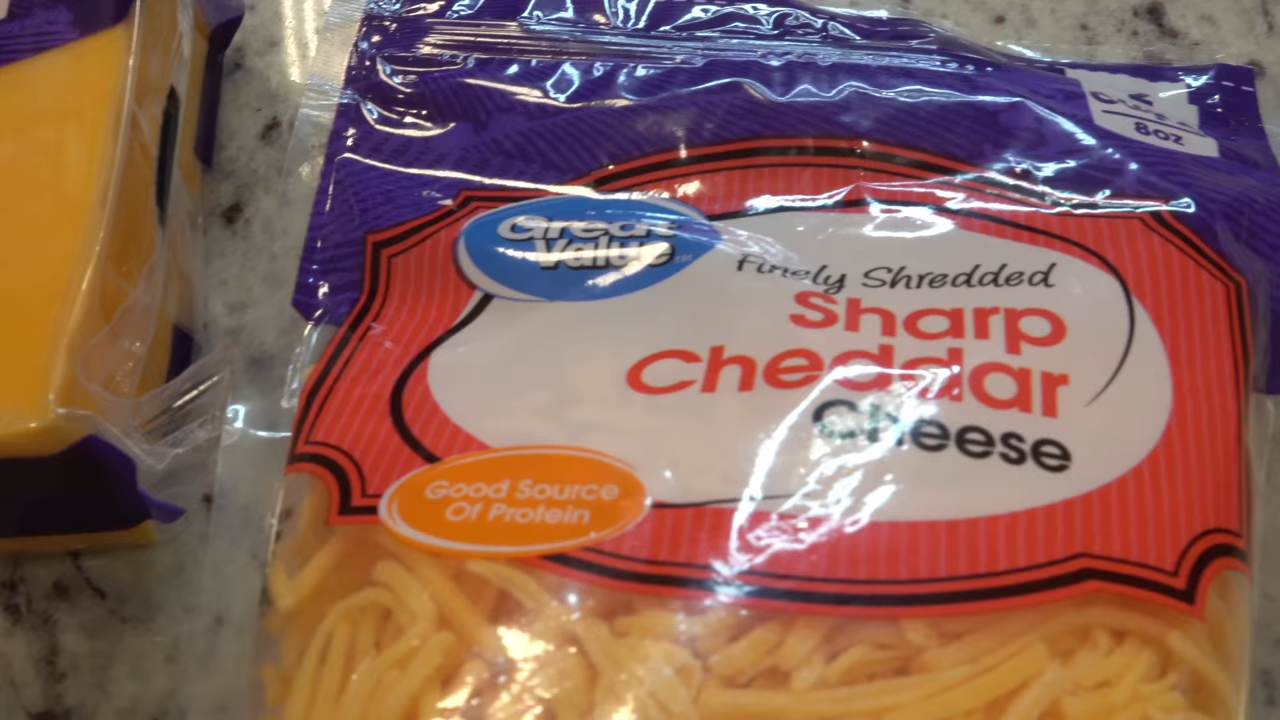 8oz
Great
Value
Finely Shredded
Sharp
Cheddar
Cheese
Good Source
Of Protein